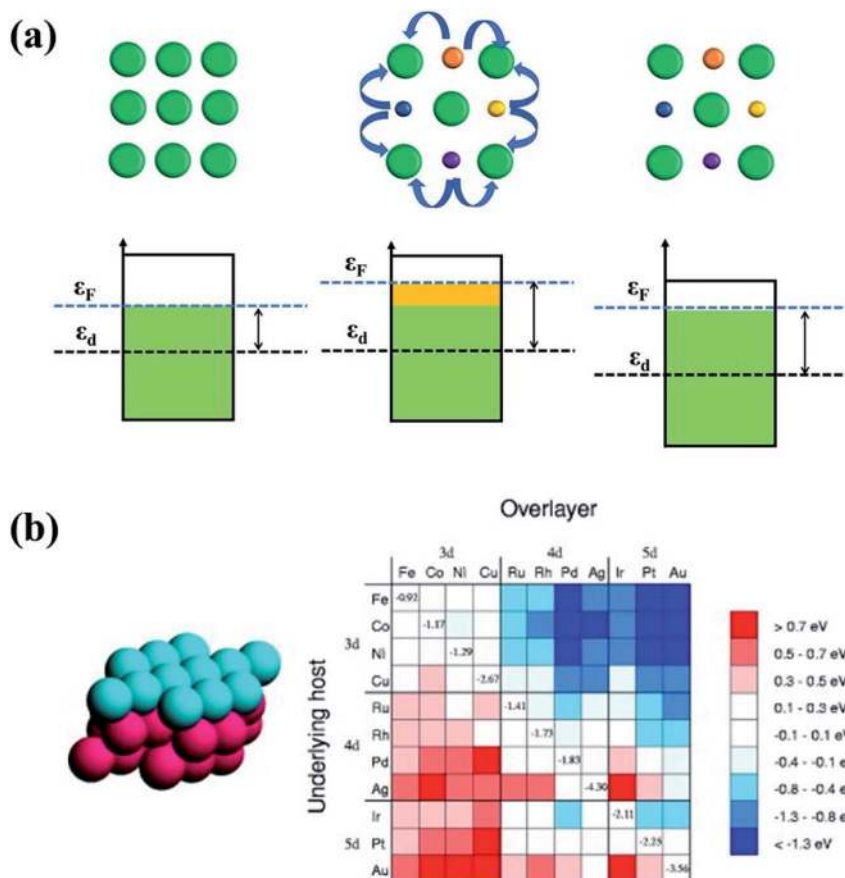 (a)
εF εF εF
εd εd εd
(b)
Overlayer
3d 4d 5d
Fe Co Ni Cu Ru Rh Pd Ag Ir Pt Au
Underlying host
3d
Fe -0.92
Co -1.17
Ni -1.29
Cu -2.67
4d
Ru -1.41
Rh -1.73
Pd -1.83
Ag -4.30
5d
Ir -2.11
Pt -2.25
Au -3.56
> 0.7 eV
0.5 - 0.7 eV
0.3 - 0.5 eV
0.1 - 0.3 eV
-0.1 - 0.1 eV
-0.4 - -0.1 e
-0.8 - -0.4 e
-1.3 - -0.8 e
< -1.3 eV